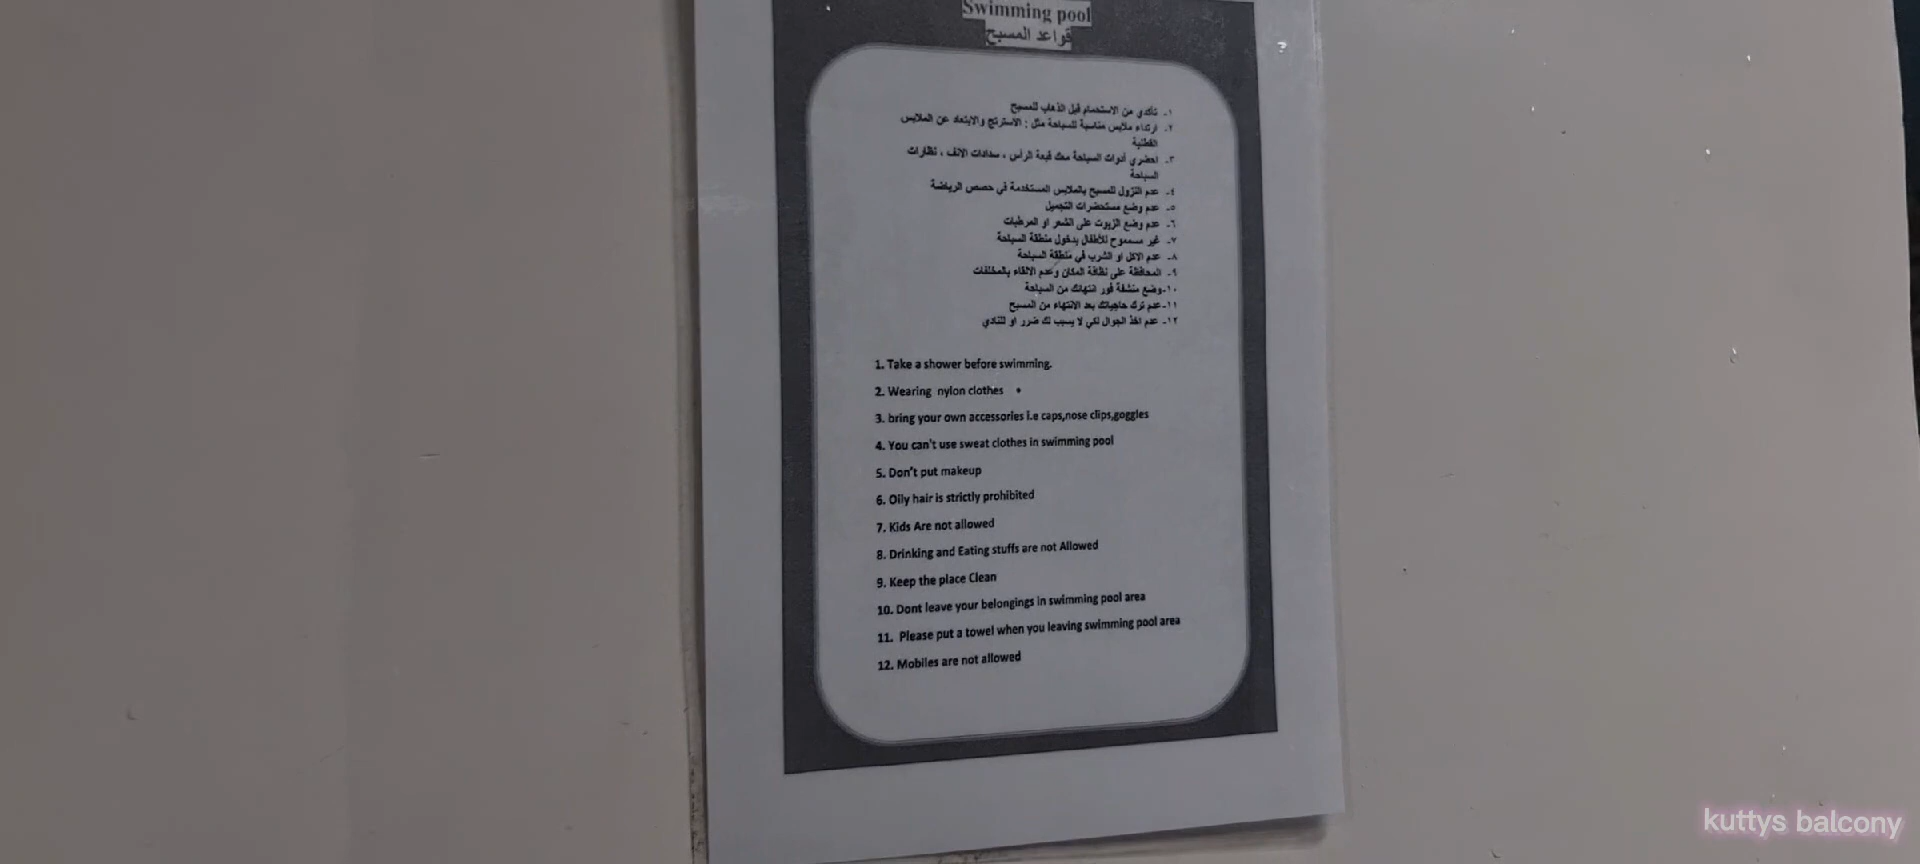 Swimming pool
قواعد المسبح
١- تأكدي من الاستحمام قبل الذهاب للمسبح
٢- ارتداء ملابس مناسبة للسباحة مثل : الاسترتج والابتعاد عن الملابس
القطنية
٣- احضري أدوات السباحة معك قبعة الرأس ، سدادات الانف ، نظارات
السباحة
٤- عدم النزول للمسبح بالملابس المستخدمة في حصص الرياضة
٥- عدم وضع مستحضرات التجميل
٦- عدم وضع الزيوت على الشعر او المرطبات
٧- غير مسموح للأطفال بدخول منطقة السباحة
٨- عدم الاكل او الشرب في منطقة السباحة
٩- المحافظة على نظافة المكان وعدم الالقاء بالمخلفات
١٠-وضع منشفة فور انتهائك من السباحة
١١-عدم ترك حاجياتك بعد الانتهاء من المسبح
١٢- عدم اخذ الجوال لكي لا يسبب لك ضرر او للنادي
1. Take a shower before swimming.
2. Wearing nylon clothes •
3. bring your own accessories i.e caps,nose clips,goggles
4. You can't use sweat clothes in swimming pool
5. Don't put makeup
6. Oily hair is strictly prohibited
7. Kids Are not allowed
8. Drinking and Eating stuffs are not Allowed
9. Keep the place Clean
10. Dont leave your belongings in swimming pool area
11. Please put a towel when you leaving swimming pool area
12. Mobiles are not allowed
kuttys balcony